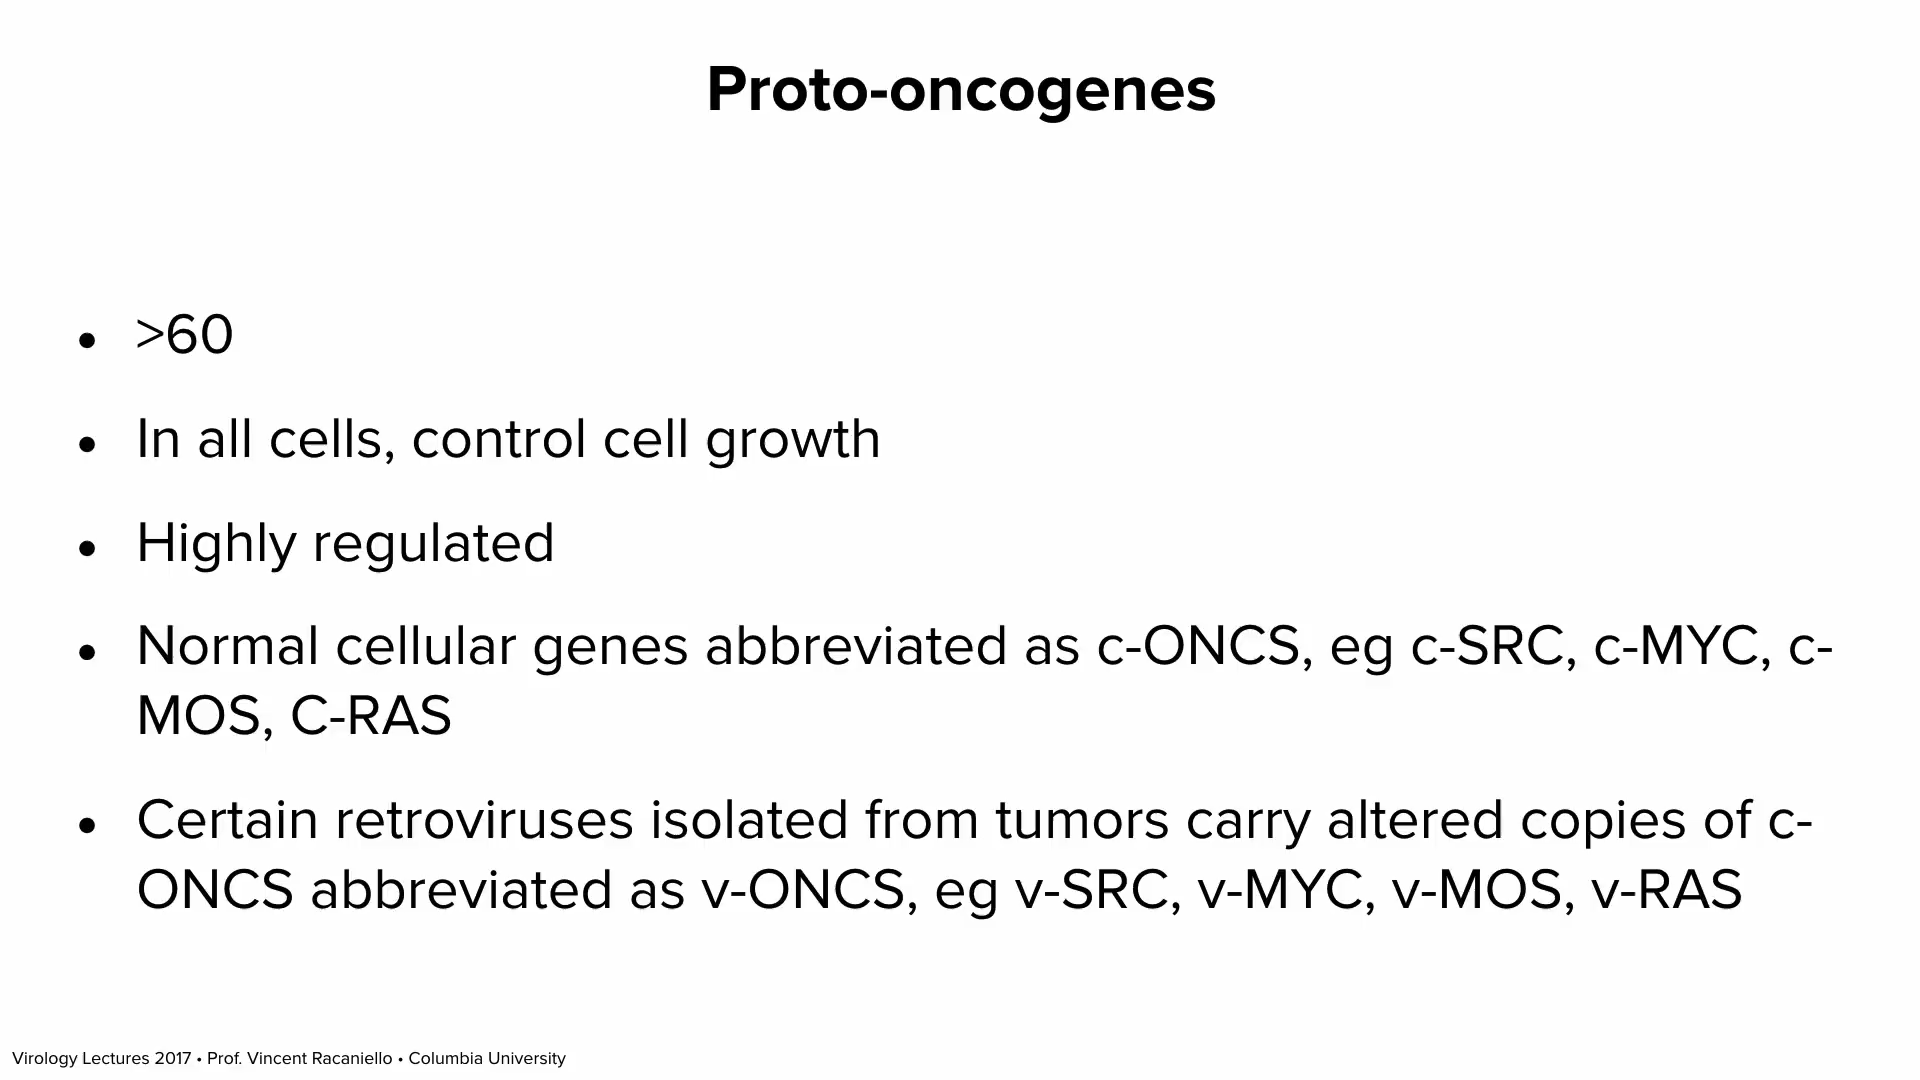 Proto-oncogenes
• >60
• In all cells, control cell growth
• Highly regulated
• Normal cellular genes abbreviated as c-ONCS, eg c-SRC, c-MYC, c-
MOS, C-RAS
• Certain retroviruses isolated from tumors carry altered copies of c-
ONCS abbreviated as v-ONCS, eg v-SRC, v-MYC, v-MOS, v-RAS
Virology Lectures 2017 • Prof. Vincent Racaniello • Columbia University